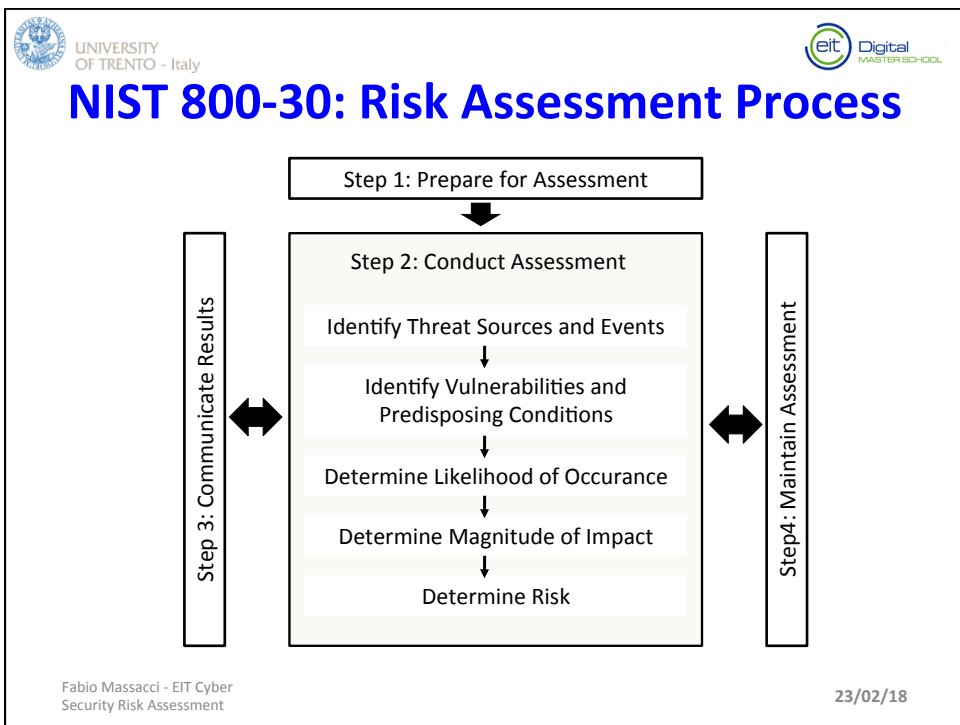 UNIVERSITY
OF TRENTO - Italy
eit Digital
MASTER SCHOOL
NIST 800-30: Risk Assessment Process
Step 1: Prepare for Assessment
Step 2: Conduct Assessment
Identify Threat Sources and Events
Identify Vulnerabilities and
Predisposing Conditions
Determine Likelihood of Occurance
Determine Magnitude of Impact
Determine Risk
Step 3: Communicate Results
Step4: Maintain Assessment
Fabio Massacci - EIT Cyber
Security Risk Assessment
23/02/18